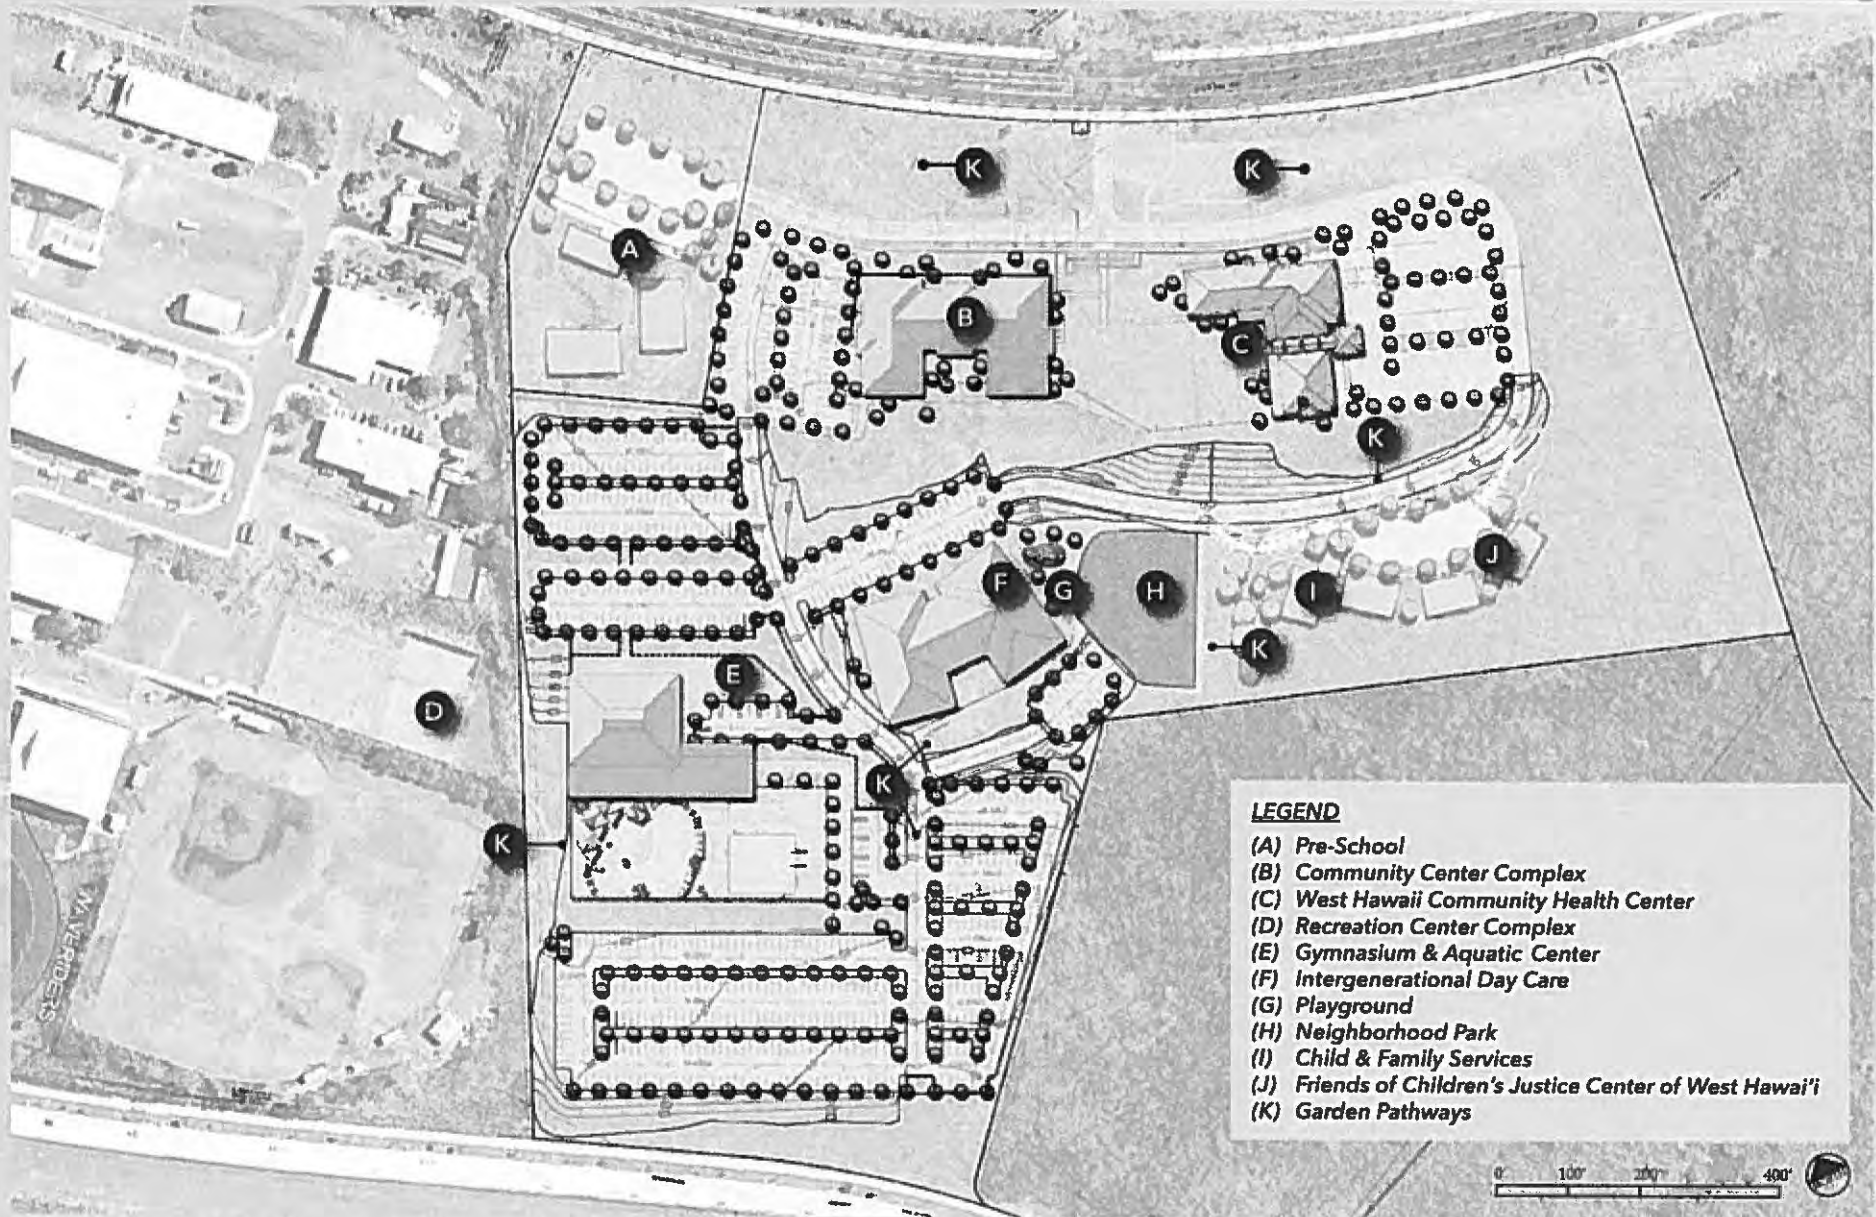 K
K
A
B
C
K
J
F
G
H
I
K
E
D
K
K
WAVERIDERS
LEGEND
(A) Pre-School
(B) Community Center Complex
(C) West Hawaii Community Health Center
(D) Recreation Center Complex
(E) Gymnasium & Aquatic Center
(F) Intergenerational Day Care
(G) Playground
(H) Neighborhood Park
(I) Child & Family Services
(J) Friends of Children's Justice Center of West Hawai'i
(K) Garden Pathways
0 100' 200' 400'